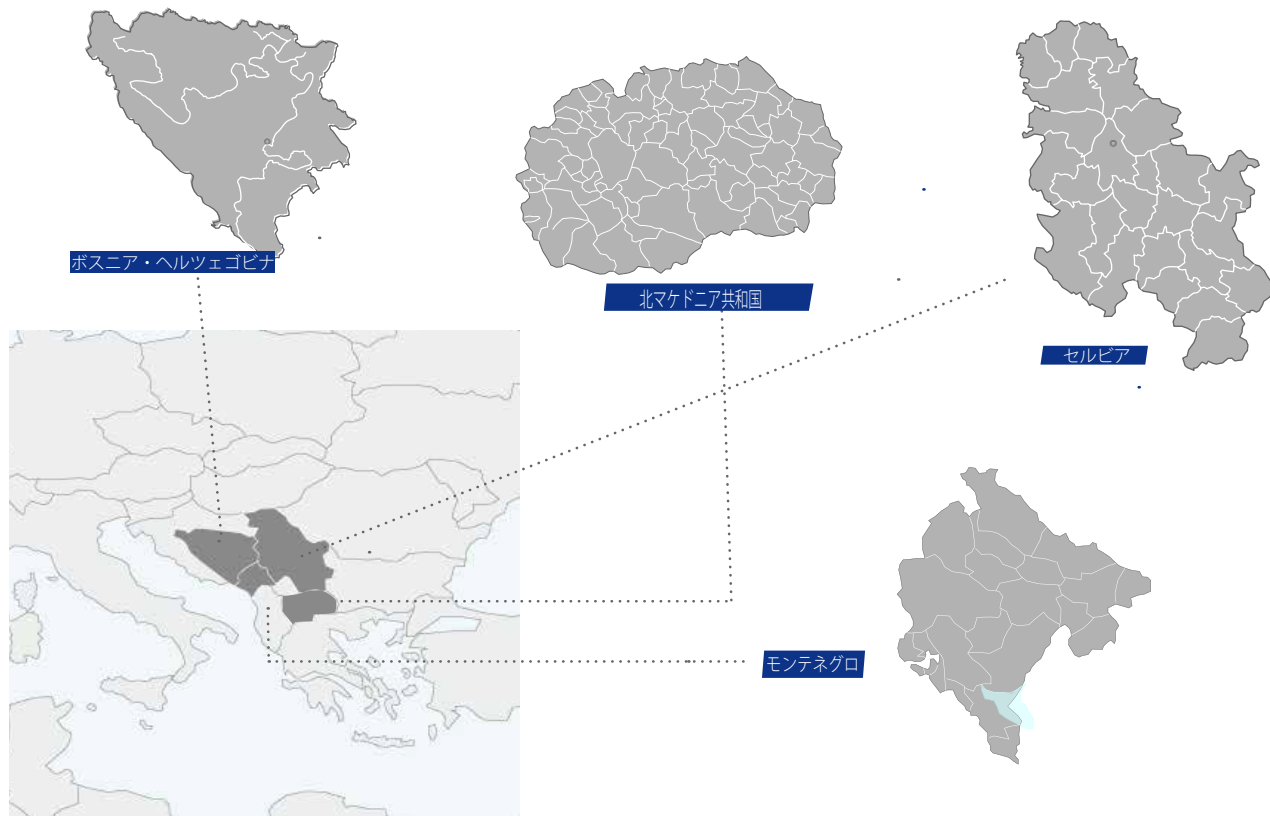 ボスニア・ヘルツェゴビナ
北マケドニア共和国
セルビア
モンテネグロ